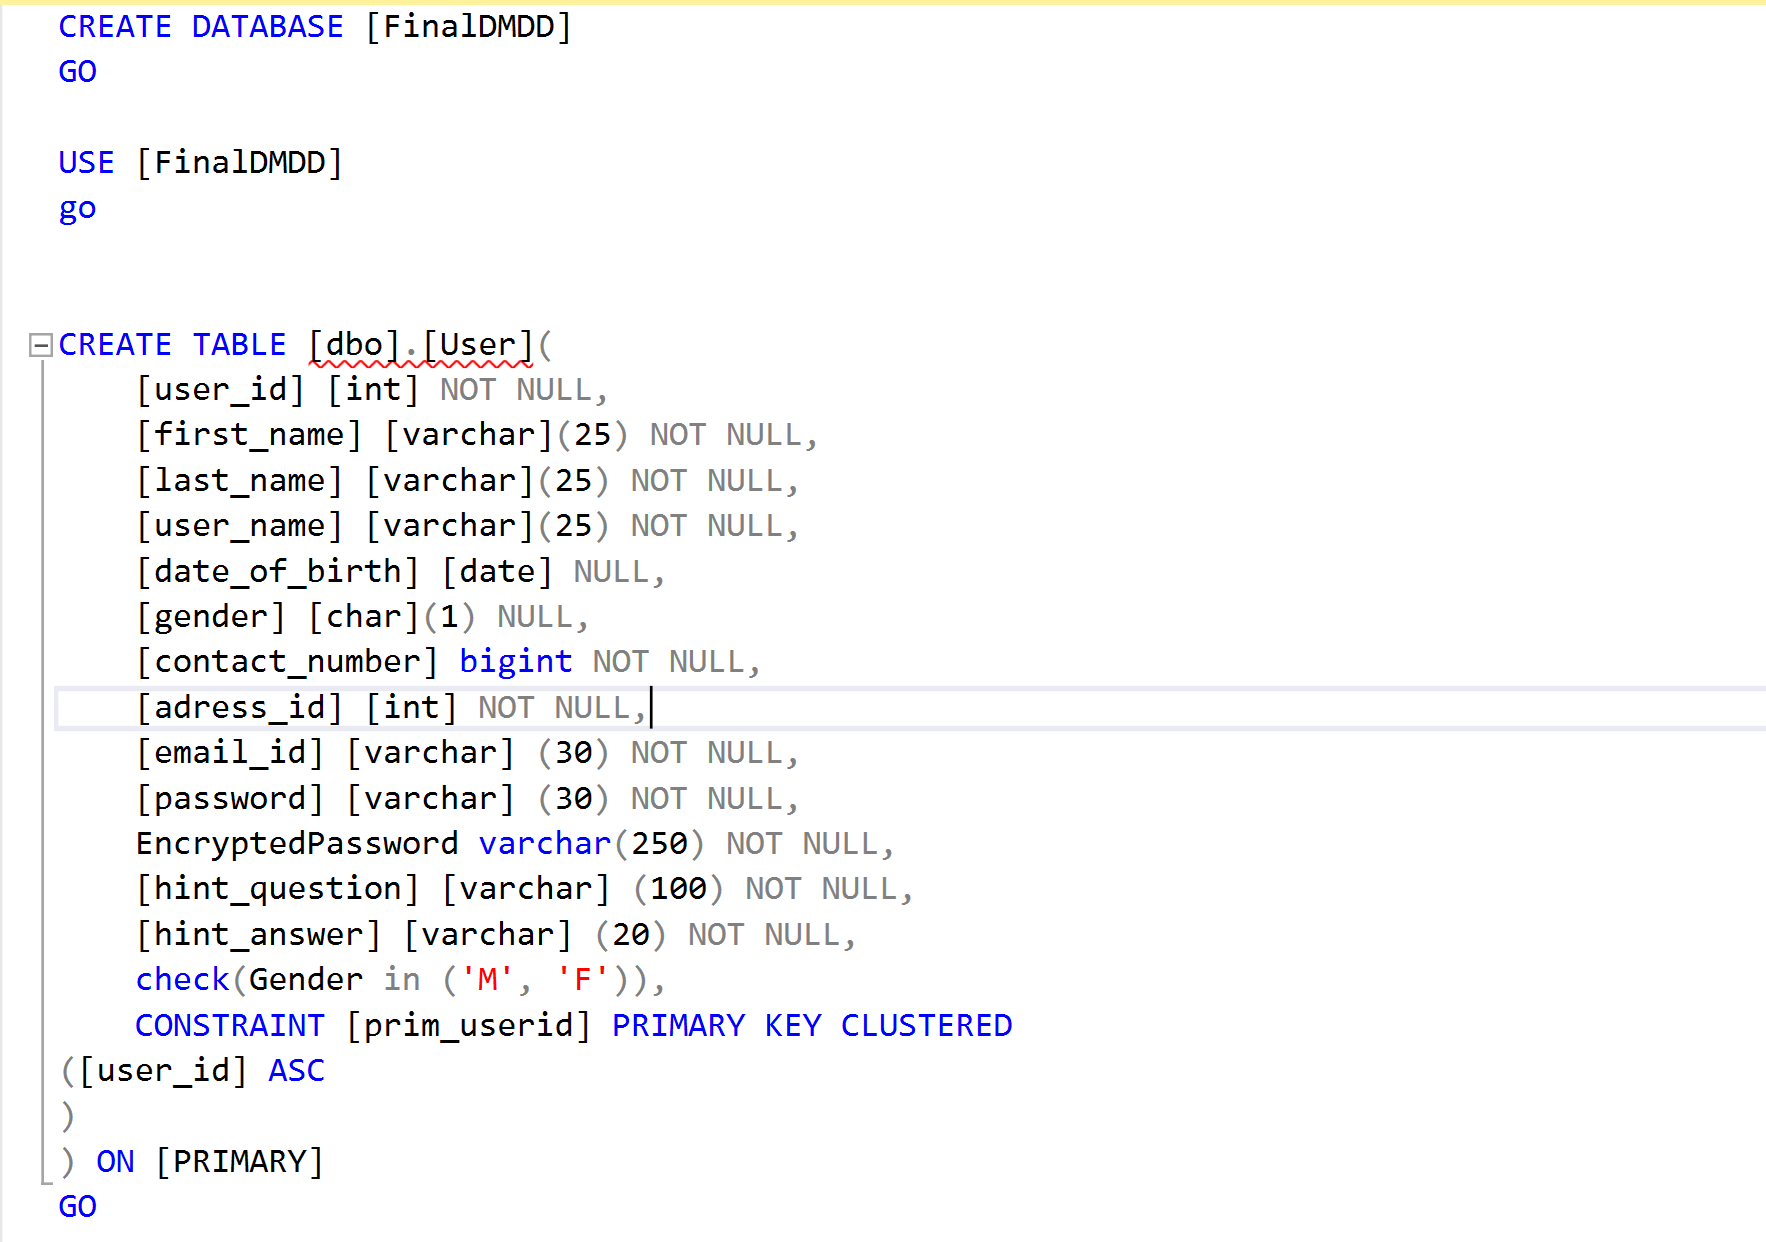 CREATE DATABASE [FinalDMDD]
GO
USE [FinalDMDD]
go
CREATE TABLE [dbo].[User](
[user_id] [int] NOT NULL,
[first_name] [varchar](25) NOT NULL,
[last_name] [varchar](25) NOT NULL,
[user_name] [varchar](25) NOT NULL,
[date_of_birth] [date] NULL,
[gender] [char](1) NULL,
[contact_number] bigint NOT NULL,
[adress_id] [int] NOT NULL,
[email_id] [varchar] (30) NOT NULL,
[password] [varchar] (30) NOT NULL,
EncryptedPassword varchar(250) NOT NULL,
[hint_question] [varchar] (100) NOT NULL,
[hint_answer] [varchar] (20) NOT NULL,
check(Gender in ('M', 'F')),
CONSTRAINT [prim_userid] PRIMARY KEY CLUSTERED
([user_id] ASC
)
) ON [PRIMARY]
GO